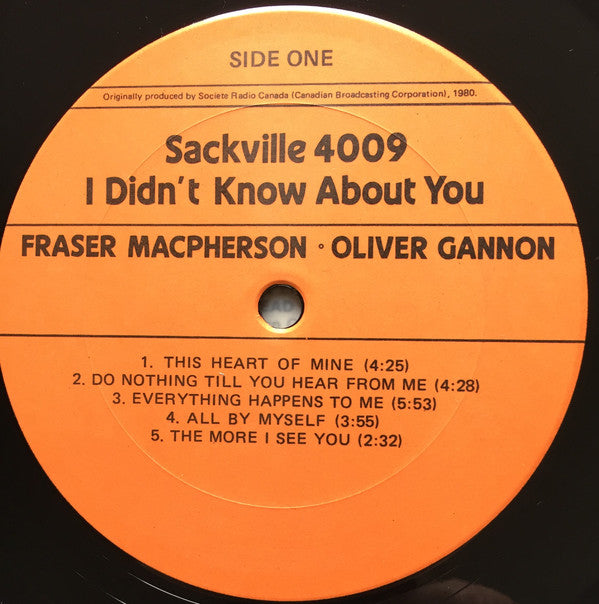 SIDE ONE
Originally produced by Societe Radio Canada (Canadian Broadcasting Corporation), 1980.
Sackville 4009
I Didn't Know About You
FRASER MACPHERSON • OLIVER GANNON
1. THIS HEART OF MINE (4:25)
2. DO NOTHING TILL YOU HEAR FROM ME (4:28)
3. EVERYTHING HAPPENS TO ME (5:53)
4. ALL BY MYSELF (3:55)
5. THE MORE I SEE YOU (2:32)